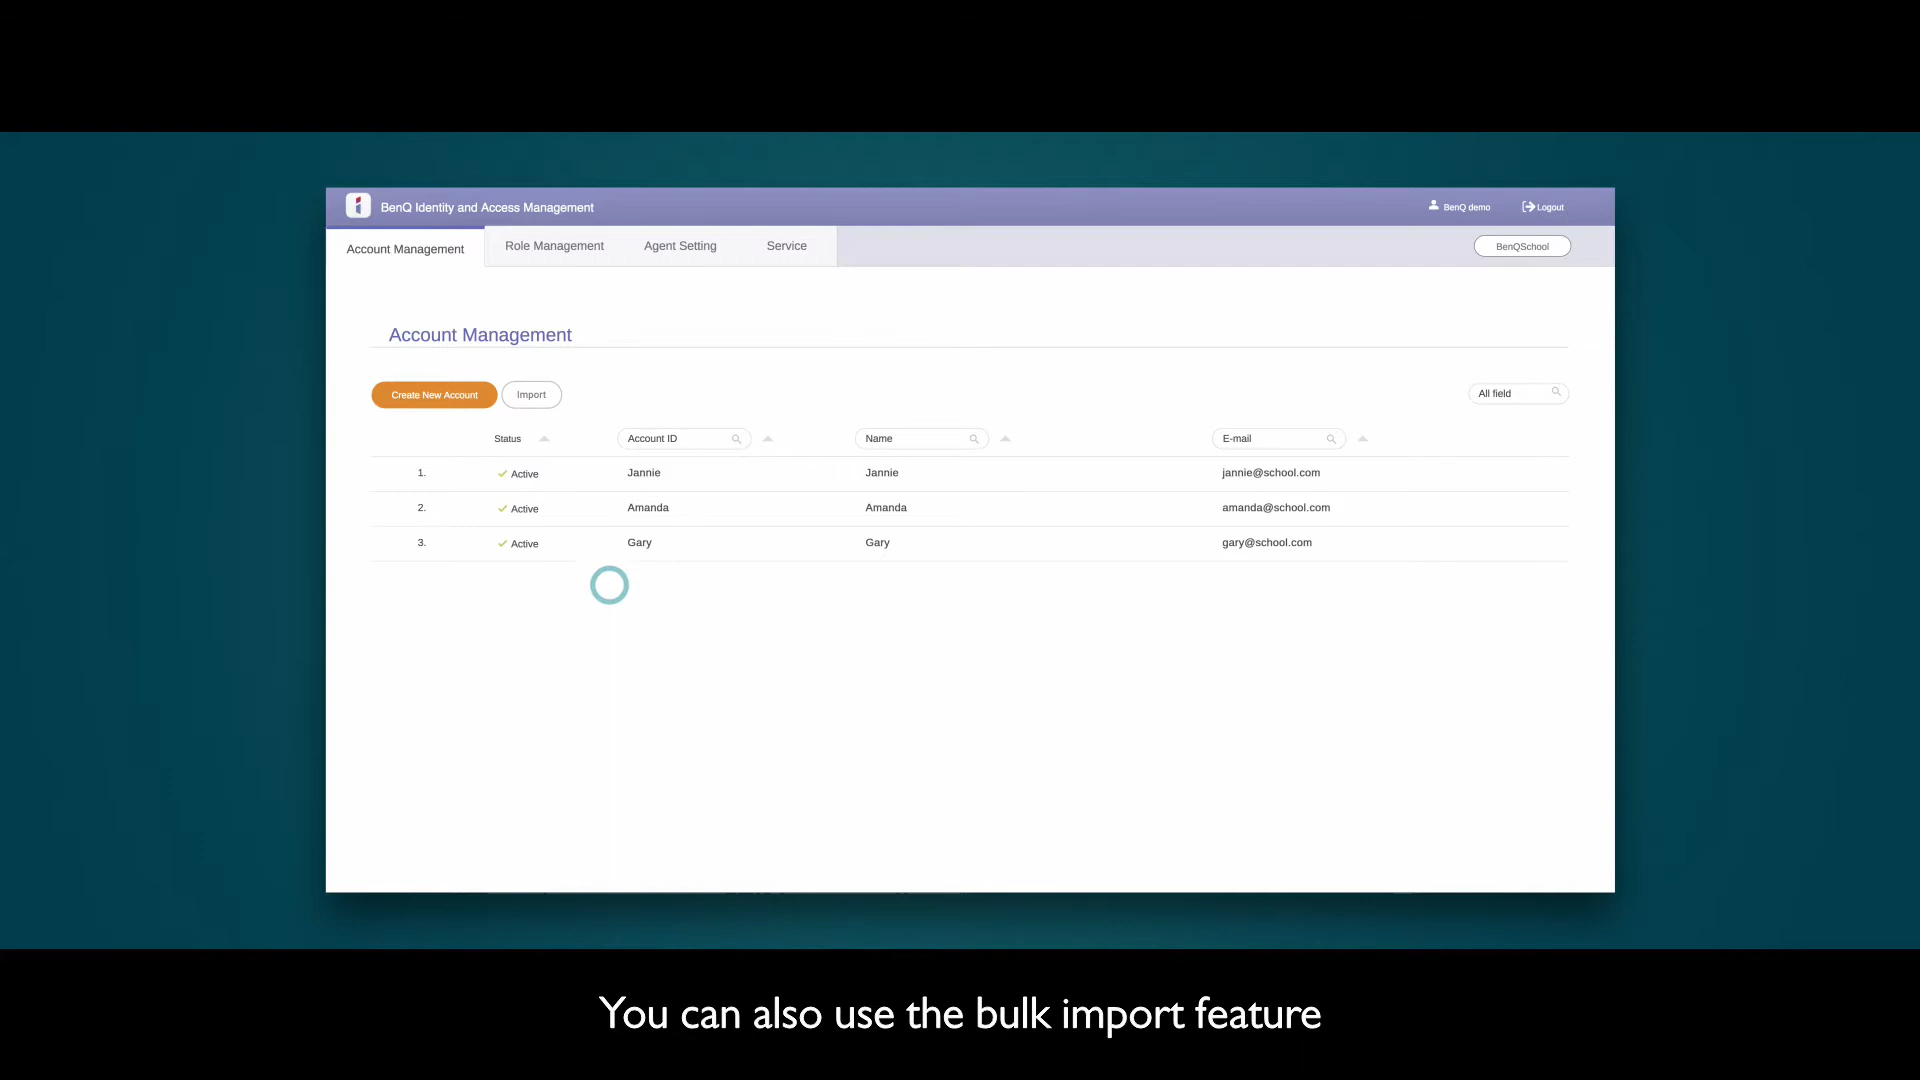 BenQ Identity and Access Management
BenQ demo
Logout
Account Management
Role Management
Agent Setting
Service
BenQSchool
Account Management
Create New Account
Import
All field
Status
Account ID
Name
E-mail
1. Active Jannie Jannie jannie@school.com
2. Active Amanda Amanda amanda@school.com
3. Active Gary Gary gary@school.com
You can also use the bulk import feature